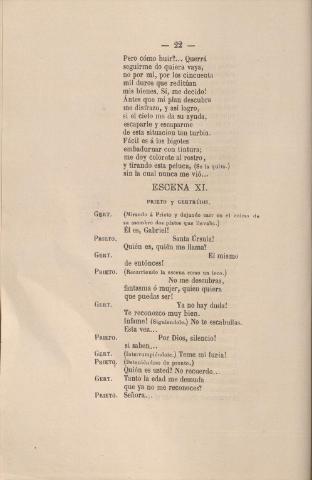 — 22 —
Pero cómo huir?... Querrá
seguirme do quiera vaya,
no por mí, por los cincuenta
mil duros que reditúan
mis bienes. Sí, me decido!
Antes que mi plan descubra
me disfrazo, y así logro,
si el cielo me da su ayuda,
escaparle y escaparme
de esta situacion tan turbia.
Fácil es á los bigotes
embadurnar con tintura;
me doy colorete al rostro,
y tirando esta peluca, (Se la quita.)
sin la cual nunca me vió...
ESCENA XI.
PRIETO y GERTRÚDIS.
GERT. (Mirando á Prieto y dejando caer en el colmo de
su asombro dos platos que llevaba.)
Él es, Gabriel!
PRIETO. Santa Úrsula!
Quién es, quién me llama?
GERT. El mismo
de entónces!
PRIETO. (Recorriendo la escena como un loco.)
No me descubras,
fantasma ó mujer, quien quiera
que puedas ser!
GERT. Ya no hay duda!
Te reconozco muy bien.
Infame! (Siguiéndole.) No te escabullas.
Esta vez...
PRIETO. Por Dios, silencio!
si saben...
GERT. (Interrumpiéndole.) Teme mi furia!
PRIETO. (Deteniéndose de pronto.)
Quién es usted? No recuerdo...
GERT. Tanto la edad me demuda
que ya no me reconoces?
PRIETO. Señora...